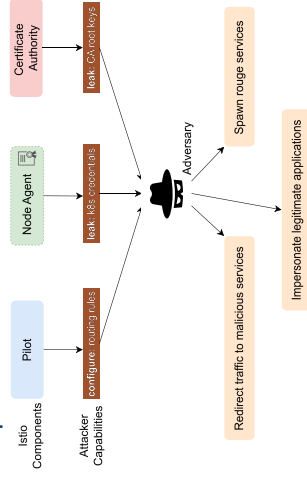 Istio
Components
Pilot
Node Agent
Certificate
Authority
Attacker
Capabilities
configure: routing rules
leak: k8s credentials
leak: CA root keys
Adversary
Redirect traffic to malicious services
Impersonate legitimate applications
Spawn rouge services